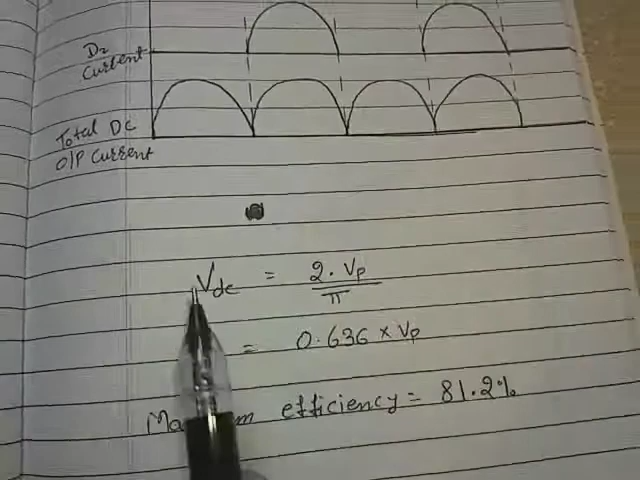 D2
Current
Total DC
O/P Current
Vdc = 2. Vp
π
= 0.636 × Vp
efficiency = 81.2%